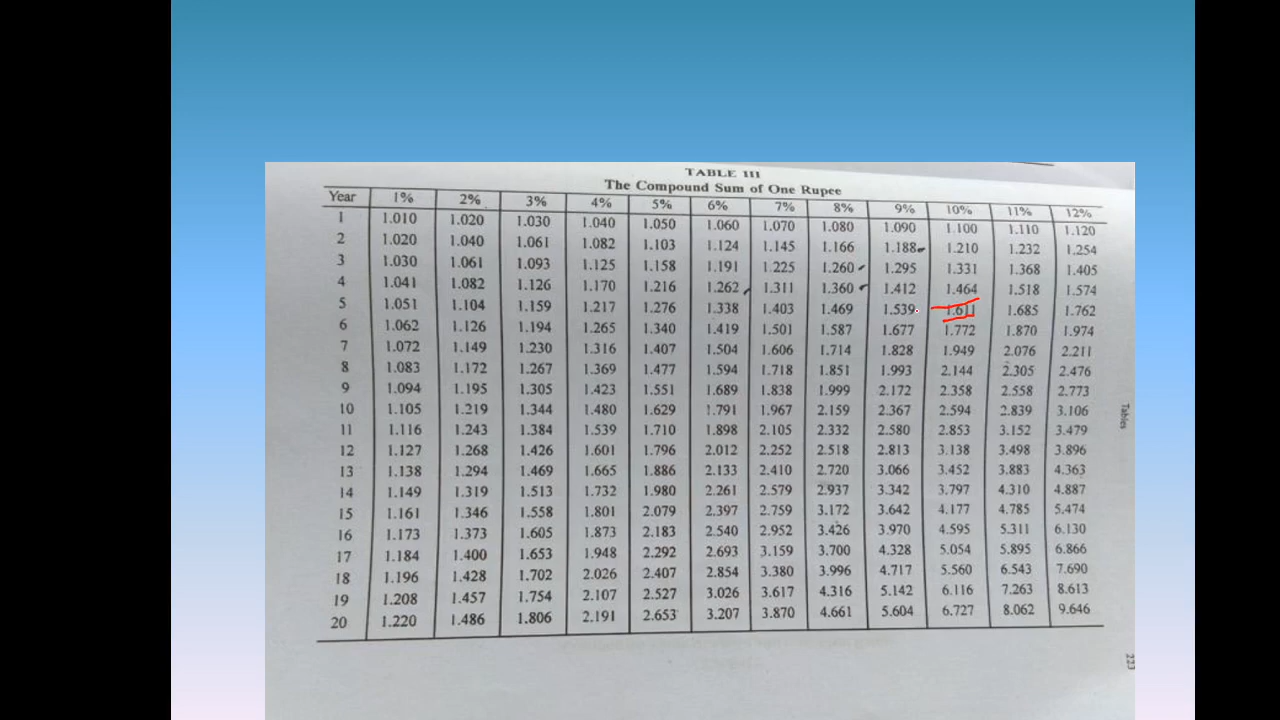 TABLE III
The Compound Sum of One Rupee
Year 1% 2% 3% 4% 5% 6% 7% 8% 9% 10% 11% 12%
1 1.010 1.020 1.030 1.040 1.050 1.060 1.070 1.080 1.090 1.100 1.110 1.120
2 1.020 1.040 1.061 1.082 1.103 1.124 1.145 1.166 1.188 1.210 1.232 1.254
3 1.030 1.061 1.093 1.125 1.158 1.191 1.225 1.260 1.295 1.331 1.368 1.405
4 1.041 1.082 1.126 1.170 1.216 1.262 1.311 1.360 1.412 1.464 1.518 1.574
5 1.051 1.104 1.159 1.217 1.276 1.338 1.403 1.469 1.539 1.611 1.685 1.762
6 1.062 1.126 1.194 1.265 1.340 1.419 1.501 1.587 1.677 1.772 1.870 1.974
7 1.072 1.149 1.230 1.316 1.407 1.504 1.606 1.714 1.828 1.949 2.076 2.211
8 1.083 1.172 1.267 1.369 1.477 1.594 1.718 1.851 1.993 2.144 2.305 2.476
9 1.094 1.195 1.305 1.423 1.551 1.689 1.838 1.999 2.172 2.358 2.558 2.773
10 1.105 1.219 1.344 1.480 1.629 1.791 1.967 2.159 2.367 2.594 2.839 3.106
11 1.116 1.243 1.384 1.539 1.710 1.898 2.105 2.332 2.580 2.853 3.152 3.479
12 1.127 1.268 1.426 1.601 1.796 2.012 2.252 2.518 2.813 3.138 3.498 3.896
13 1.138 1.294 1.469 1.665 1.886 2.133 2.410 2.720 3.066 3.452 3.883 4.363
14 1.149 1.319 1.513 1.732 1.980 2.261 2.579 2.937 3.342 3.797 4.310 4.887
15 1.161 1.346 1.558 1.801 2.079 2.397 2.759 3.172 3.642 4.177 4.785 5.474
16 1.173 1.373 1.605 1.873 2.183 2.540 2.952 3.426 3.970 4.595 5.311 6.130
17 1.184 1.400 1.653 1.948 2.292 2.693 3.159 3.700 4.328 5.054 5.895 6.866
18 1.196 1.428 1.702 2.026 2.407 2.854 3.380 3.996 4.717 5.560 6.543 7.690
19 1.208 1.457 1.754 2.107 2.527 3.026 3.617 4.316 5.142 6.116 7.263 8.613
20 1.220 1.486 1.806 2.191 2.653 3.207 3.870 4.661 5.604 6.727 8.062 9.646
Tables
223